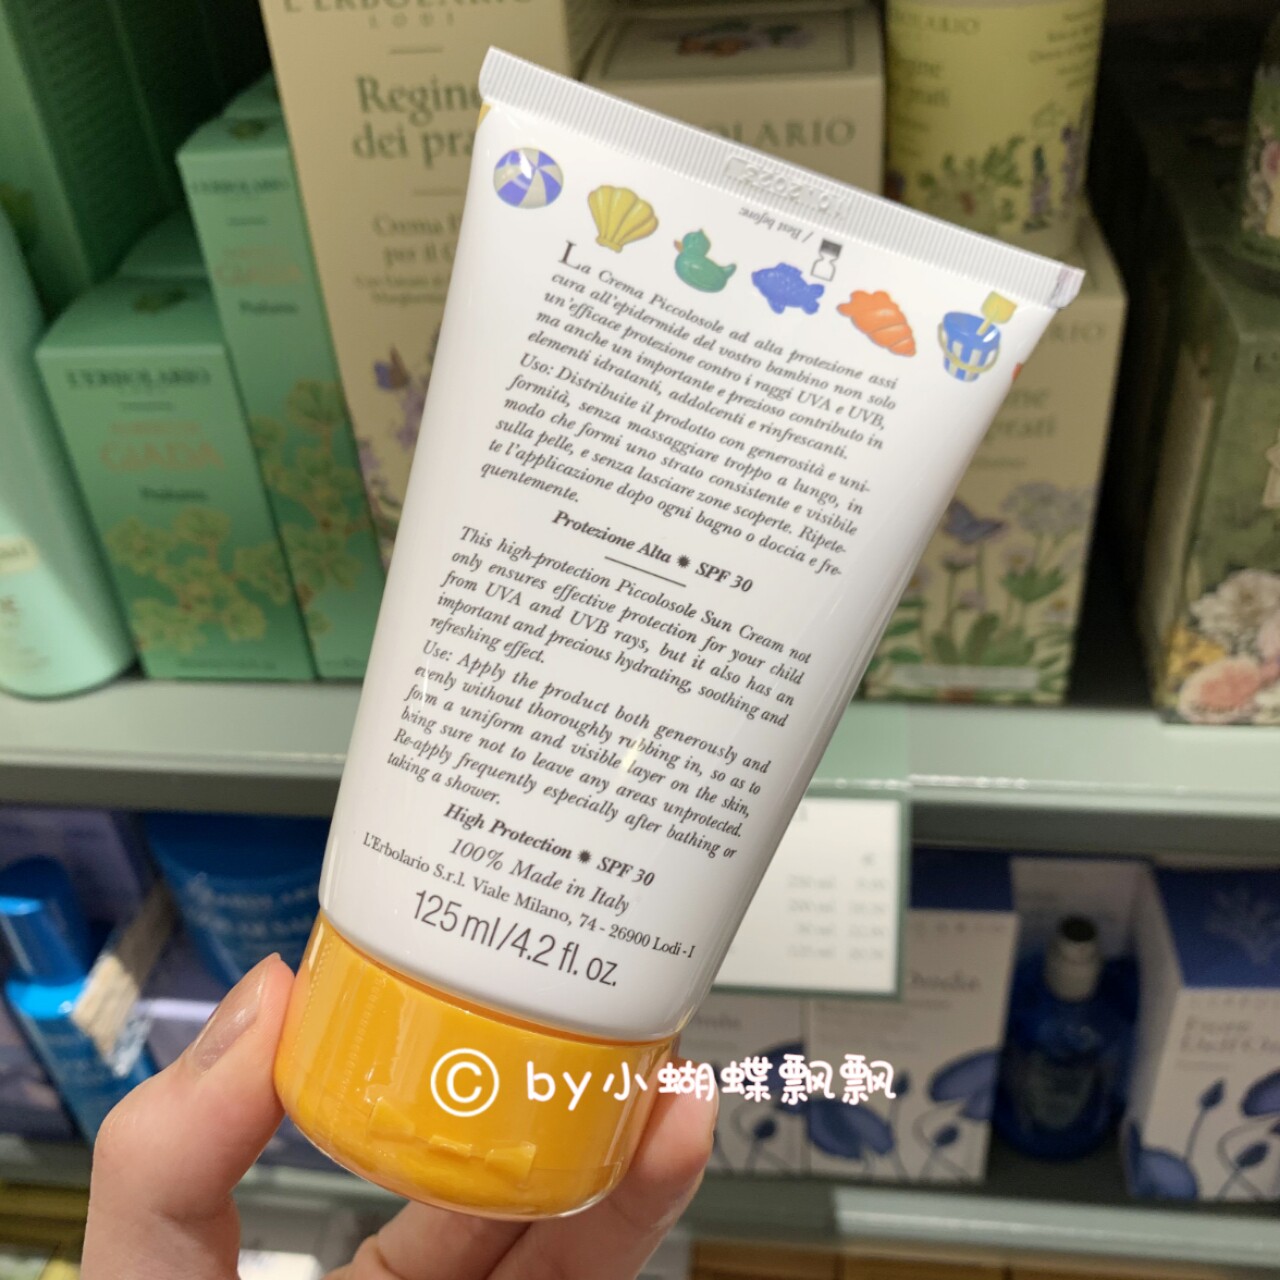 L'ERBOLARIO
LODI
Regine
dei pra
Crema
per il
L'ERBOLARIO
Profumo
L'ERBOLARIO
GIADA
Profumo
/ Best before:
La Crema Piccolosole ad alta protezione assi
cura all'epidermide del vostro bambino non solo
un'efficace protezione contro i raggi UVA e UVB,
ma anche un importante e prezioso contributo in
elementi idratanti, addolcenti e rinfrescanti.
Uso: Distribuite il prodotto con generosità e uni-
formità, senza massaggiare troppo a lungo, in
modo che formi uno strato consistente e visibile
sulla pelle, e senza lasciare zone scoperte. Ripete-
te l'applicazione dopo ogni bagno o doccia e fre-
quentemente.
Protezione Alta ✹ SPF 30
This high-protection Piccolosole Sun Cream not
only ensures effective protection for your child
from UVA and UVB rays, but it also has an
important and precious hydrating, soothing and
refreshing effect.
Use: Apply the product both generously and
evenly without thoroughly rubbing in, so as to
form a uniform and visible layer on the skin,
being sure not to leave any areas unprotected.
Re-apply frequently especially after bathing or
taking a shower.
High Protection ✹ SPF 30
100% Made in Italy
L'Erbolario S.r.l. Viale Milano, 74 - 26900 Lodi - I
125 ml/4.2 fl. oz.
© by小蝴蝶飘飘